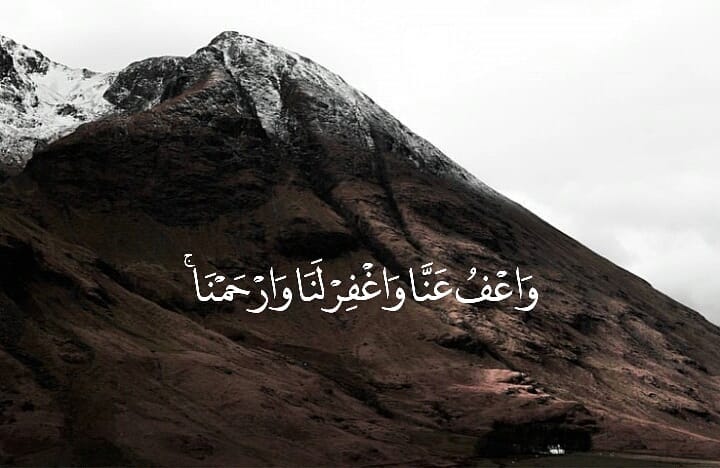 وَاعْفُ عَنَّا وَاغْفِرْ لَنَا وَارْحَمْنَا ۚ